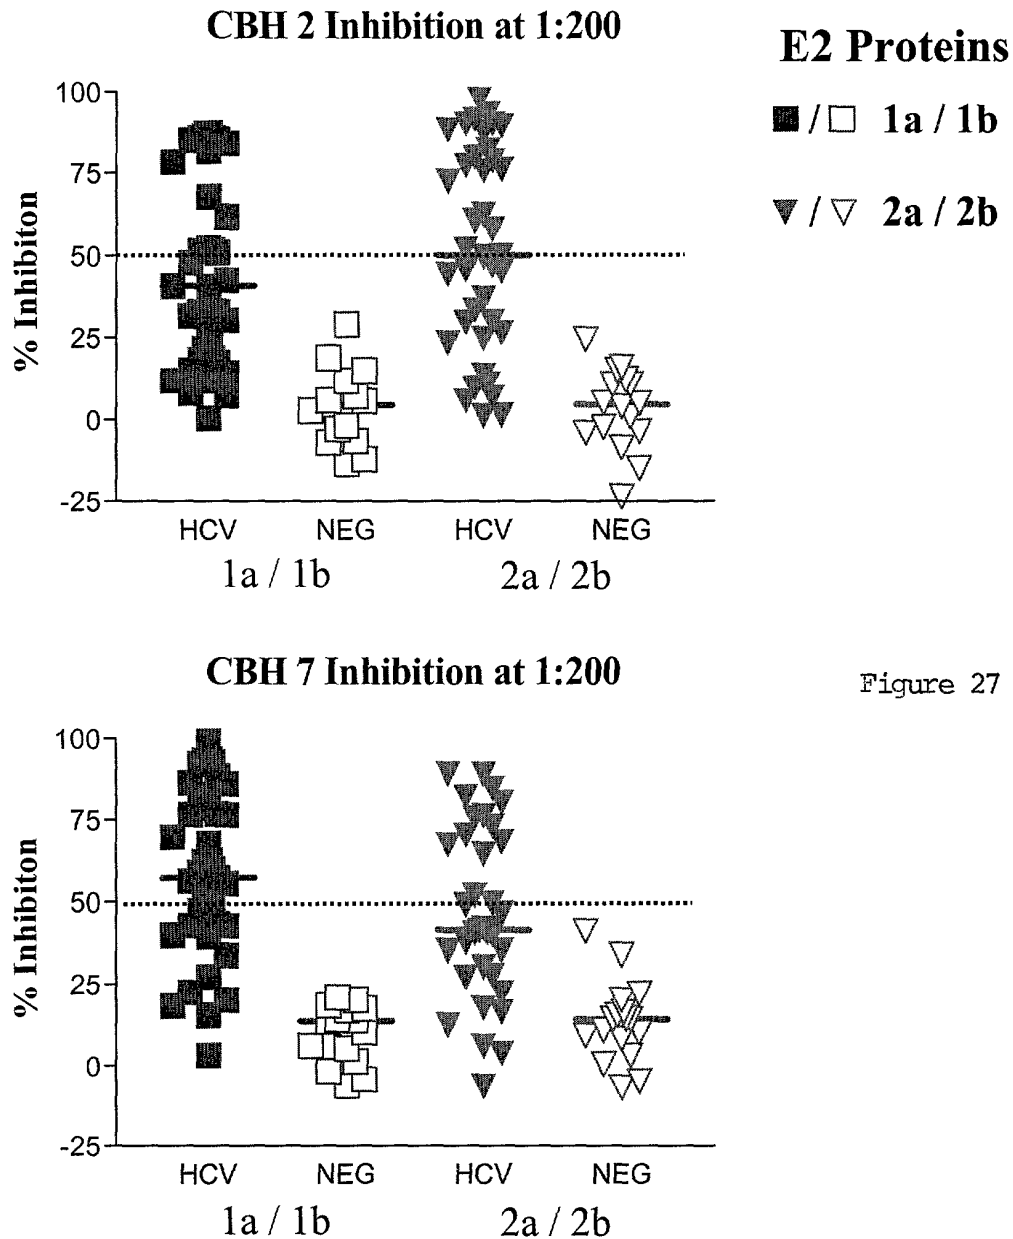 CBH 2 Inhibition at 1:200
E2 Proteins
■ / □ 1a / 1b
▼ / ▽ 2a / 2b
% Inhibiton
100
75
50
25
0
-25
HCV NEG HCV NEG
1a / 1b 2a / 2b
CBH 7 Inhibition at 1:200
Figure 27
% Inhibiton
100
75
50
25
0
-25
HCV NEG HCV NEG
1a / 1b 2a / 2b